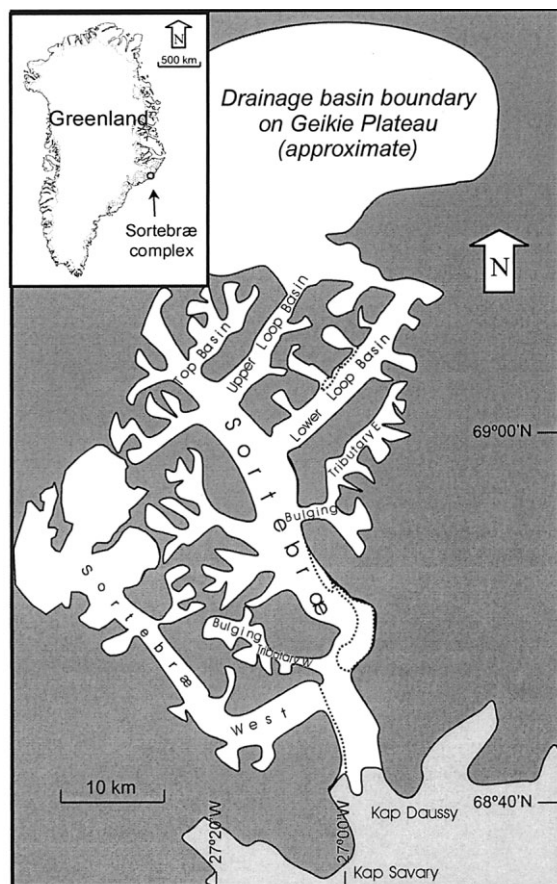 N
500 km
Greenland
Sortebræ
complex
Drainage basin boundary
on Geikie Plateau
(approximate)
N
Top Basin
Upper Loop Basin
Lower Loop Basin
69°00'N
Tributary E
Bulging
Sortebræ
Sortebræ West
Bulging
Tributary W
10 km
27°20'W
27°00'W
68°40'N
Kap Daussy
Kap Savary